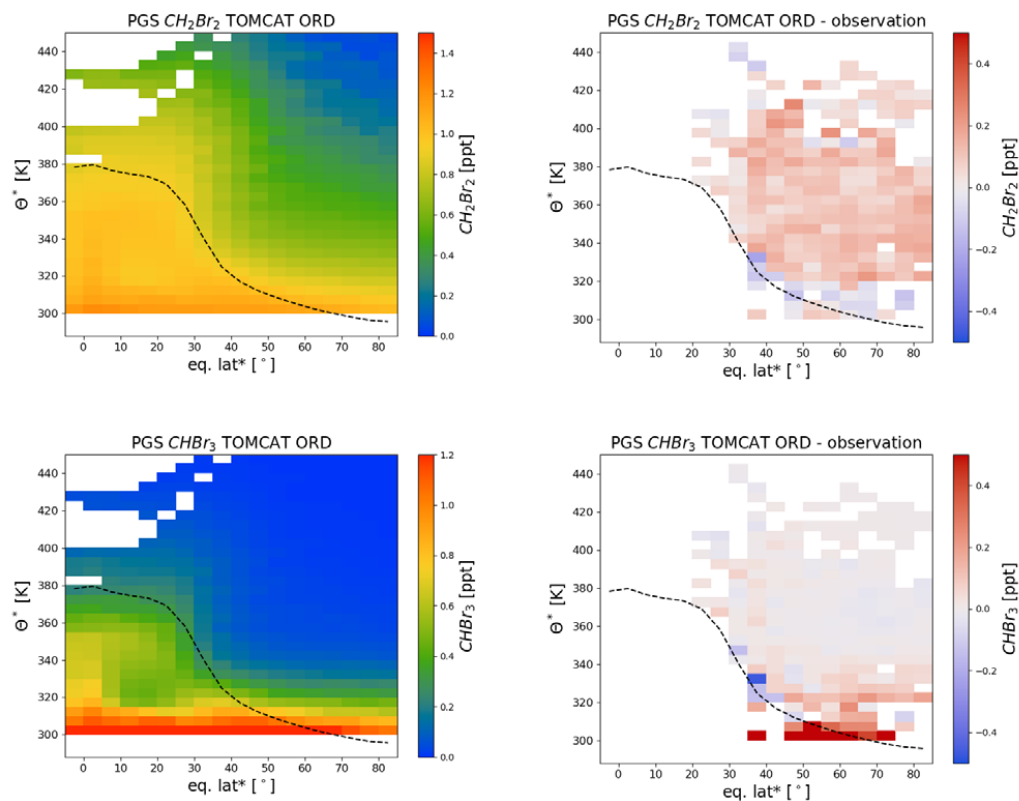 PGS CH₂Br₂ TOMCAT ORD
440
420
400
380
360
340
320
300
Θ* [K]
0 10 20 30 40 50 60 70 80
eq. lat* [°]
1.4
1.2
1.0
0.8
0.6
0.4
0.2
0.0
CH₂Br₂ [ppt]
PGS CH₂Br₂ TOMCAT ORD - observation
440
420
400
380
360
340
320
300
Θ* [K]
0 10 20 30 40 50 60 70 80
eq. lat* [°]
0.4
0.2
0.0
−0.2
−0.4
CH₂Br₂ [ppt]
PGS CHBr₃ TOMCAT ORD
440
420
400
380
360
340
320
300
Θ* [K]
0 10 20 30 40 50 60 70 80
eq. lat* [°]
1.2
1.0
0.8
0.6
0.4
0.2
0.0
CHBr₃ [ppt]
PGS CHBr₃ TOMCAT ORD - observation
440
420
400
380
360
340
320
300
Θ* [K]
0 10 20 30 40 50 60 70 80
eq. lat* [°]
0.4
0.2
0.0
−0.2
−0.4
CHBr₃ [ppt]